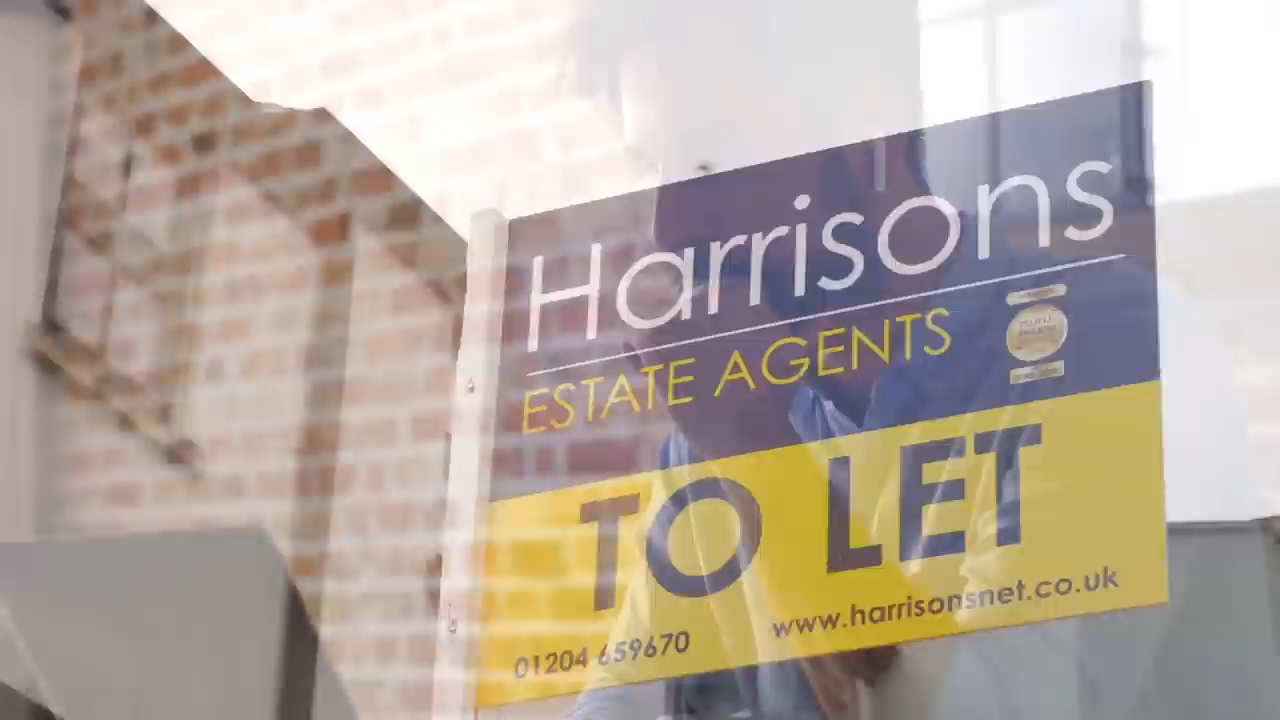 Harrisons
ESTATE AGENTS
TO LET
www.harrisonsnet.co.uk
01204 659670